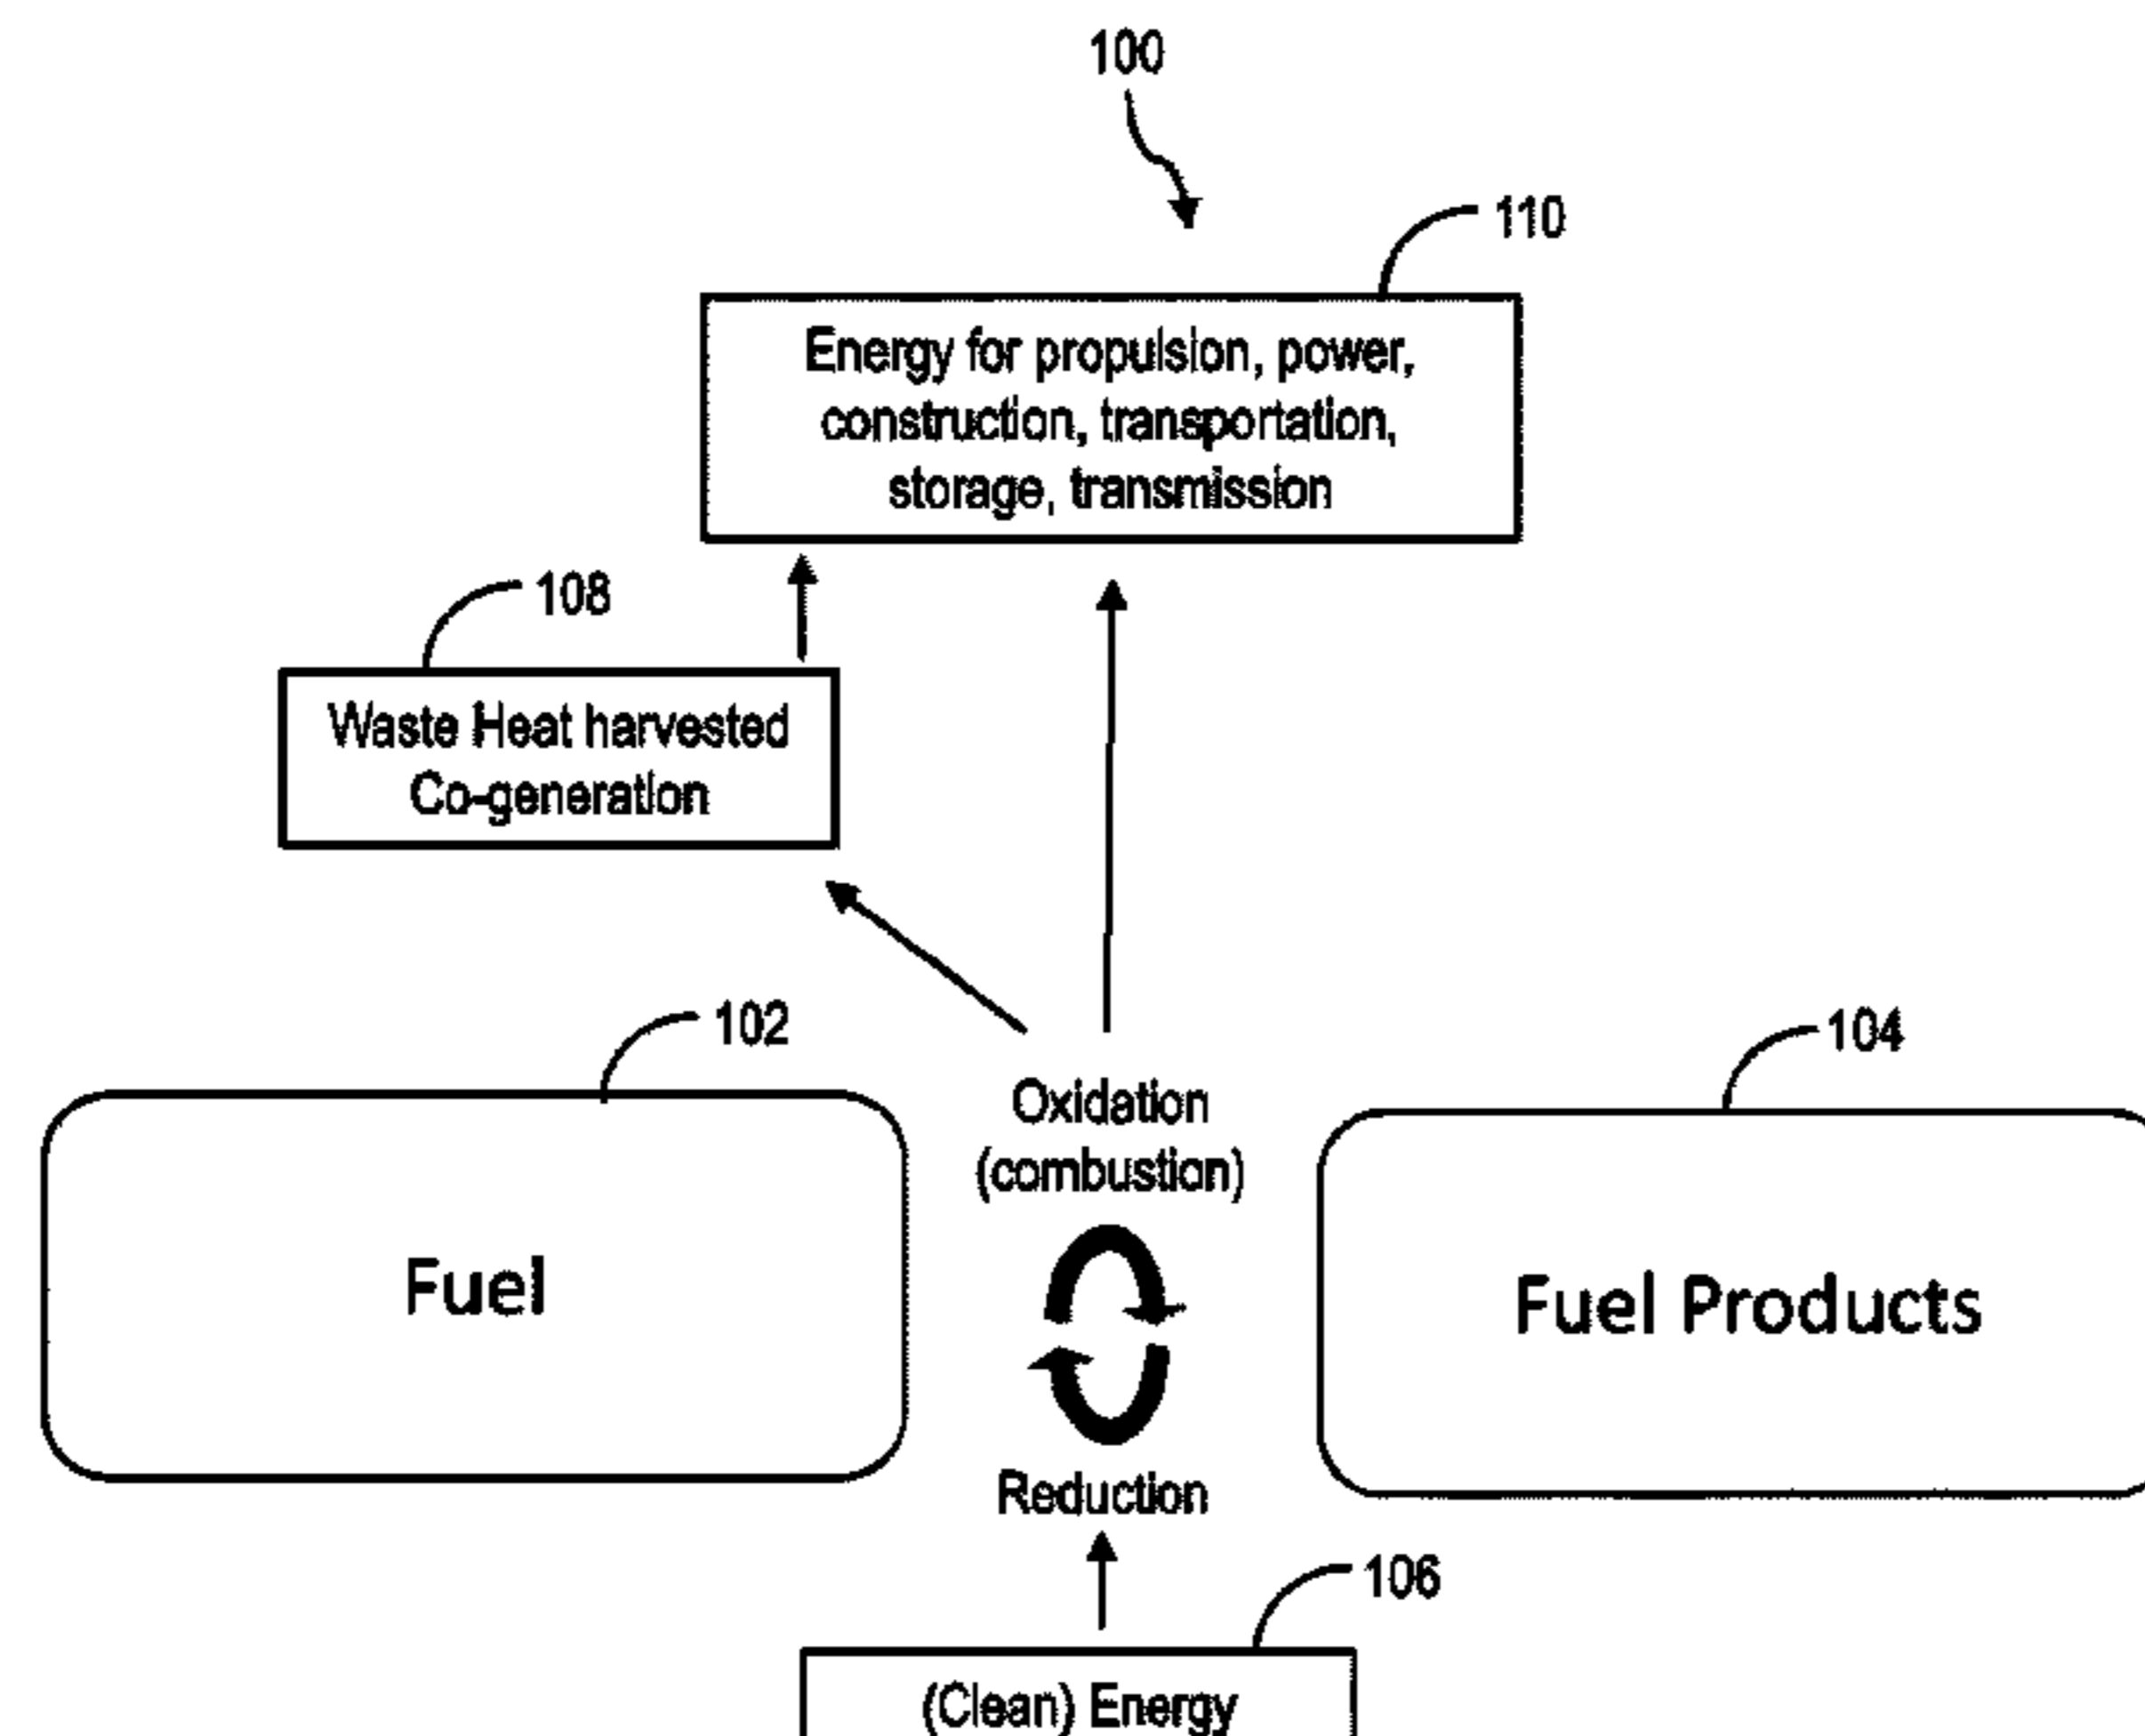 100
110
Energy for propulsion, power,
construction, transportation,
storage, transmission
108
Waste Heat harvested
Co-generation
102
104
Oxidation
(combustion)
Fuel
Fuel Products
Reduction
106
(Clean) Energy